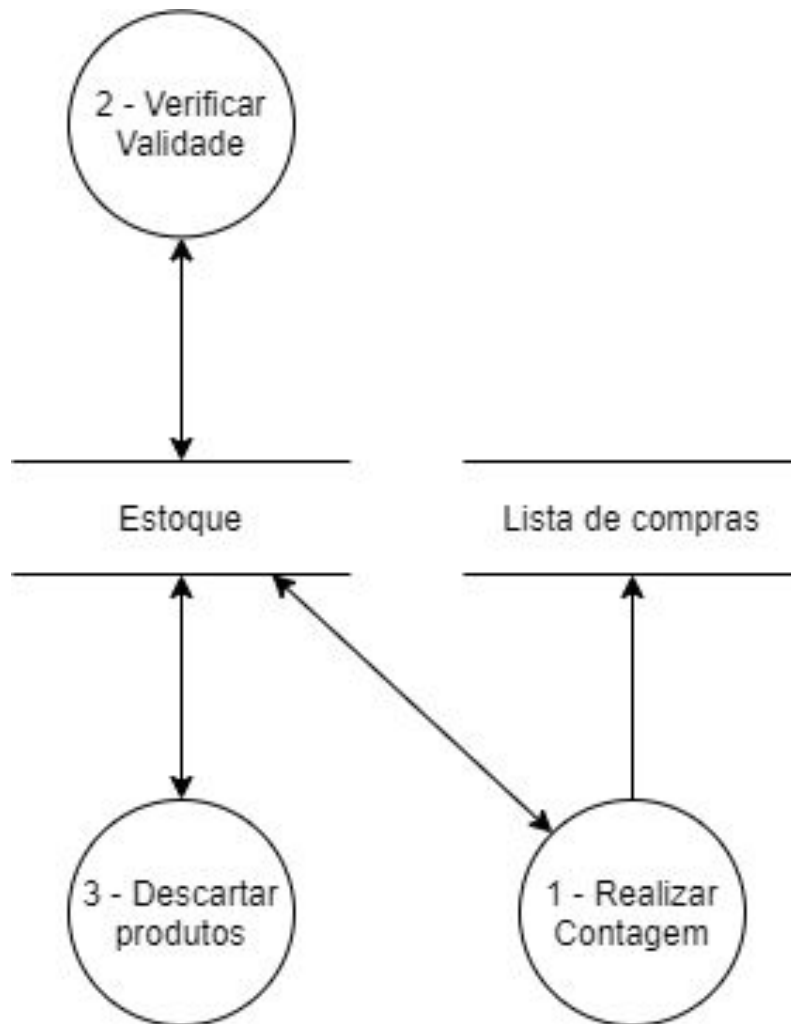 2 - Verificar
Validade
Estoque
Lista de compras
3 - Descartar
produtos
1 - Realizar
Contagem